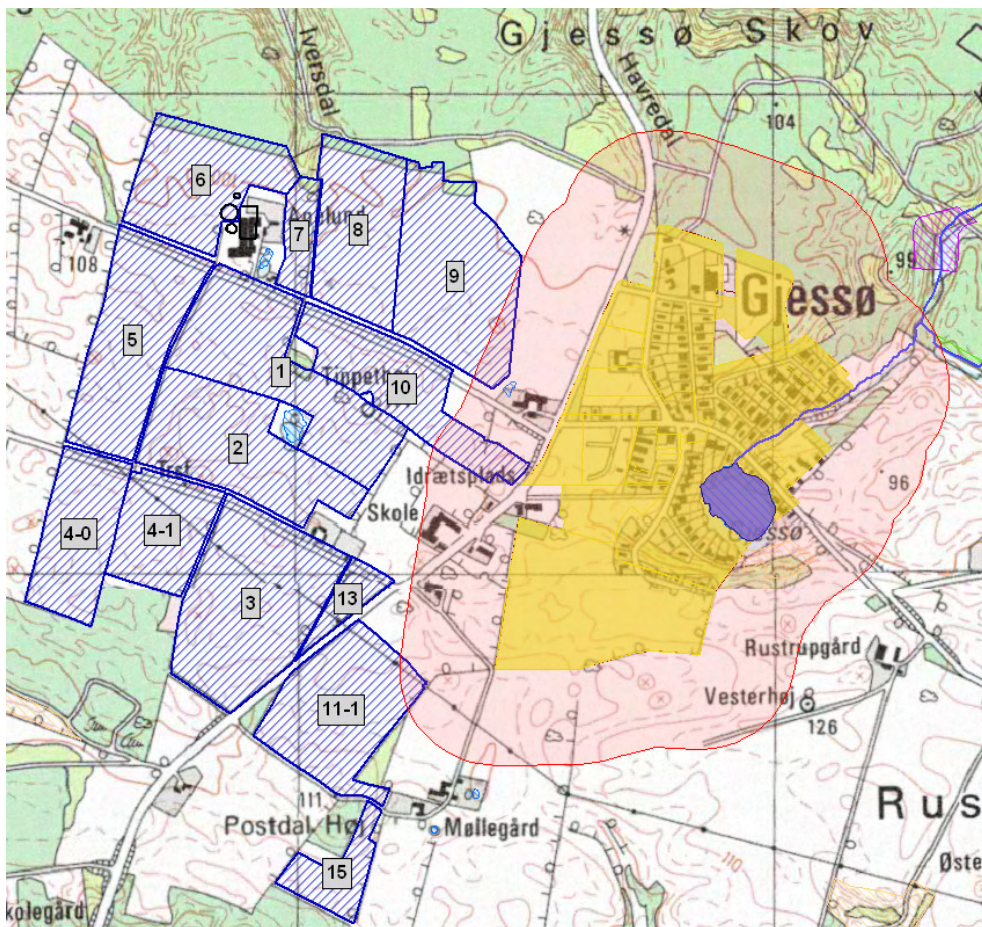 Gjessø Skov
Iversdal
Havredal
104
6
7
8
9
108
99
Gjessø
5
1
10
2
Idrætsplads
96
Skole
4-0
4-1
3
13
Rustrupgård
Vesterhøj
126
11-1
111
Postdal Høj
Møllegård
Rus
110
Øste
15
kolegård